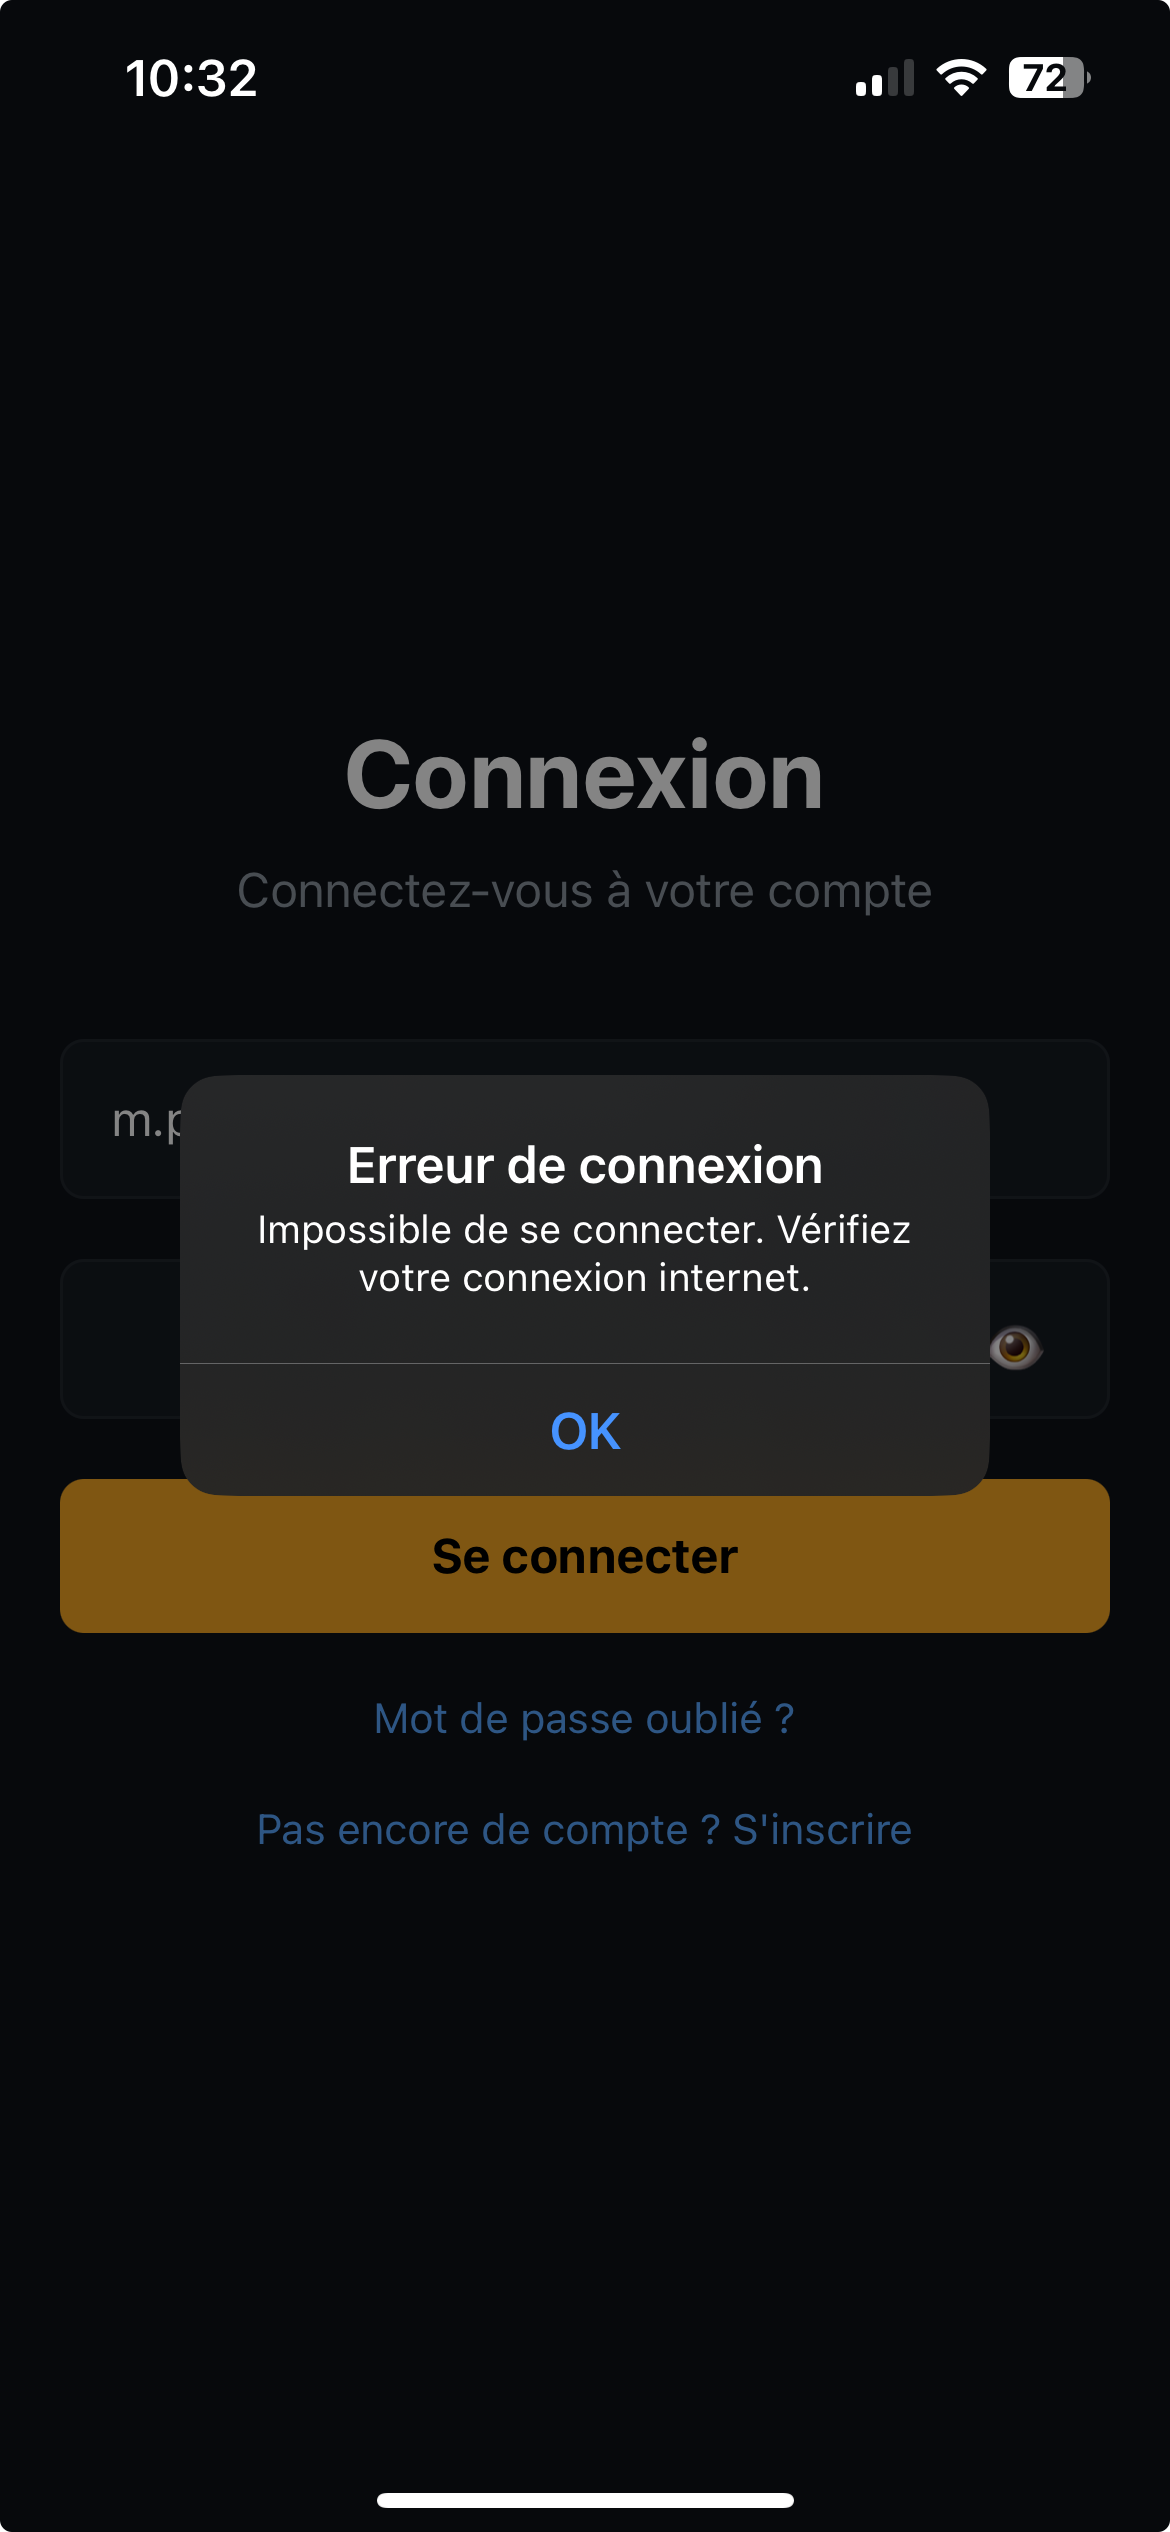 10:32
72
Connexion
Connectez-vous à votre compte
m.p
Erreur de connexion
Impossible de se connecter. Vérifiez
votre connexion internet.
OK
Se connecter
Mot de passe oublié ?
Pas encore de compte ? S'inscrire